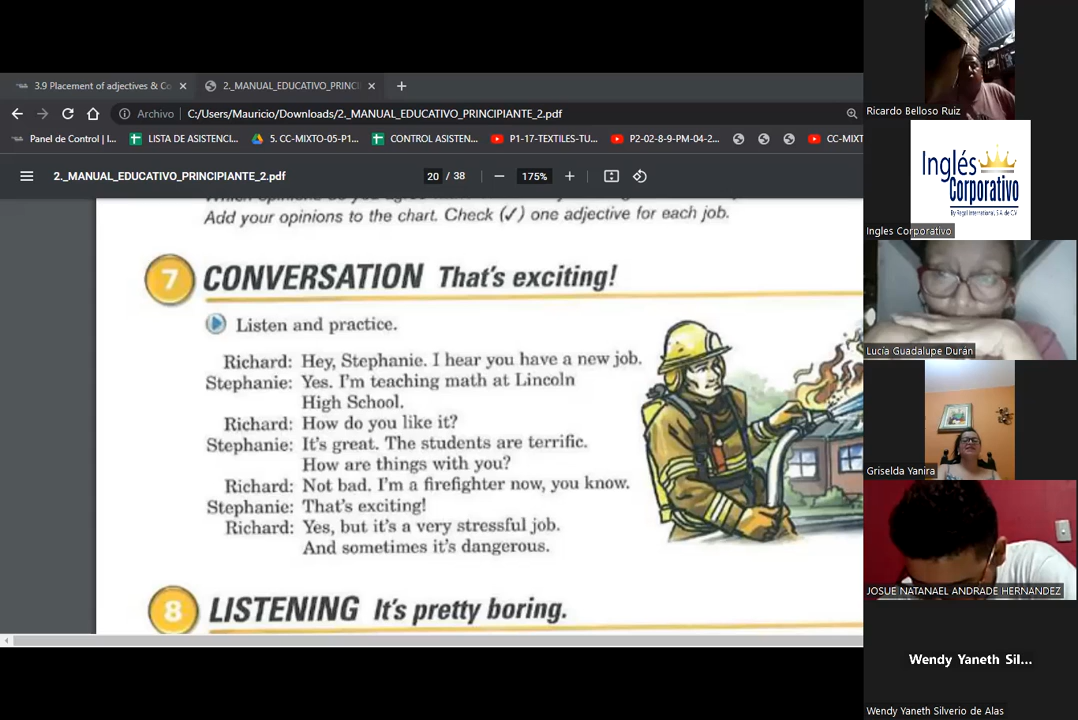 3.9 Placement of adjectives & Co
2._MANUAL_EDUCATIVO_PRINCI
Archivo
C:/Users/Mauricio/Downloads/2._MANUAL_EDUCATIVO_PRINCIPIANTE_2.pdf
Panel de Control | I...
LISTA DE ASISTENCI...
5. CC-MIXTO-05-P1...
CONTROL ASISTEN...
P1-17-TEXTILES-TU...
P2-02-8-9-PM-04-2...
CC-MIXT
2._MANUAL_EDUCATIVO_PRINCIPIANTE_2.pdf
20 / 38
175%
Add your opinions to the chart. Check (✓) one adjective for each job.
7 CONVERSATION That's exciting!
Listen and practice.
Richard: Hey, Stephanie. I hear you have a new job.
Stephanie: Yes. I'm teaching math at Lincoln
High School.
Richard: How do you like it?
Stephanie: It's great. The students are terrific.
How are things with you?
Richard: Not bad. I'm a firefighter now, you know.
Stephanie: That's exciting!
Richard: Yes, but it's a very stressful job.
And sometimes it's dangerous.
8 LISTENING It's pretty boring.
Ricardo Belloso Ruiz
Inglés
Corporativo
Ingles Corporativo
Lucía Guadalupe Durán
Griselda Yanira
JOSUE NATANAEL ANDRADE HERNANDEZ
Wendy Yaneth Sil...
Wendy Yaneth Silverio de Alas